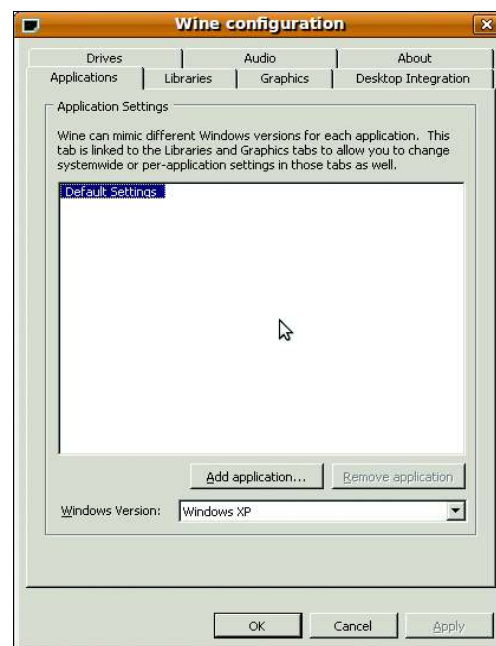 Wine configuration
Drives Audio About
Applications Libraries Graphics Desktop Integration
Application Settings
Wine can mimic different Windows versions for each application. This
tab is linked to the Libraries and Graphics tabs to allow you to change
systemwide or per-application settings in those tabs as well.
Default Settings
Add application... Remove application
Windows Version: Windows XP
OK Cancel Apply